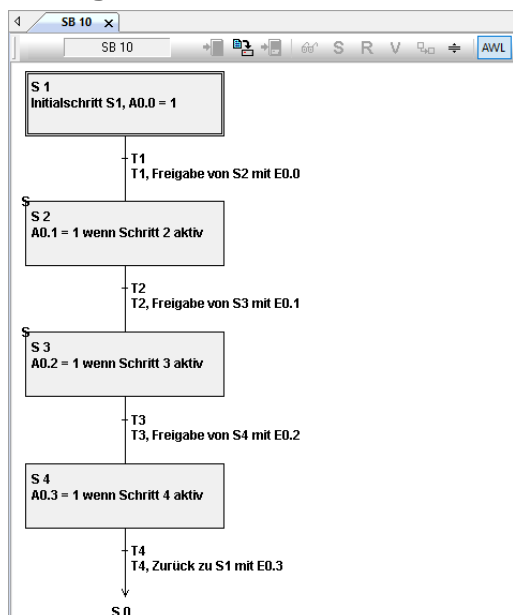 SB 10 x
SB 10 S R V AWL
S 1
Initialschritt S1, A0.0 = 1
T1
T1, Freigabe von S2 mit E0.0
S
S 2
A0.1 = 1 wenn Schritt 2 aktiv
T2
T2, Freigabe von S3 mit E0.1
S
S 3
A0.2 = 1 wenn Schritt 3 aktiv
T3
T3, Freigabe von S4 mit E0.2
S 4
A0.3 = 1 wenn Schritt 4 aktiv
T4
T4, Zurück zu S1 mit E0.3
S 0